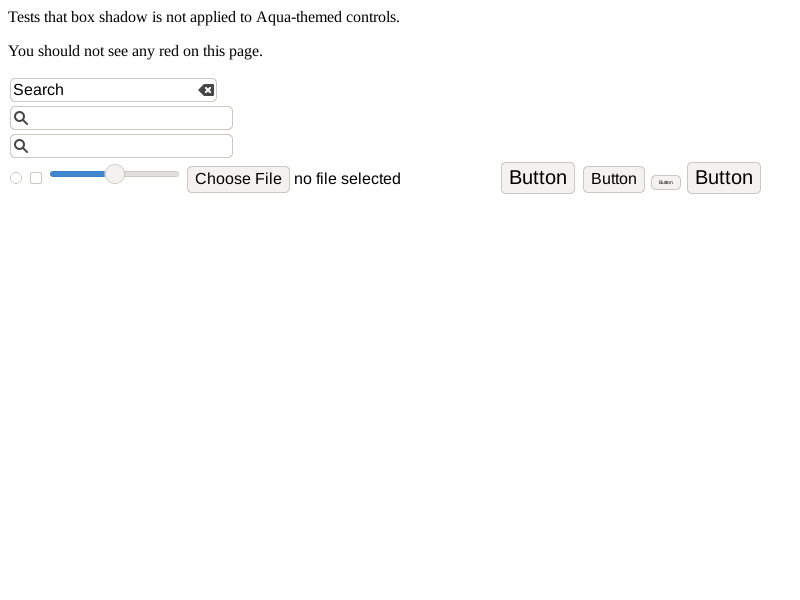 Tests that box shadow is not applied to Aqua-themed controls.
You should not see any red on this page.
Search
Choose File no file selected Button Button Button Button